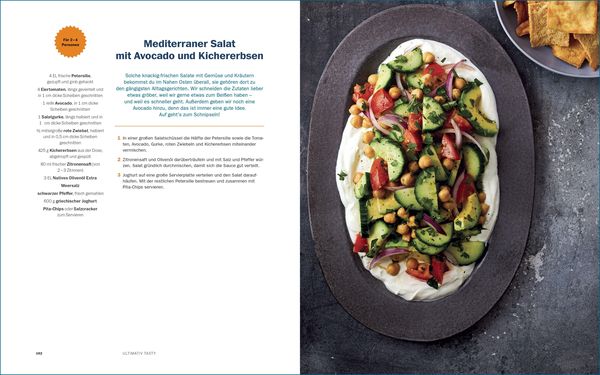 Für 2–4
Personen
Mediterraner Salat
mit Avocado und Kichererbsen
Solche knackig-frischen Salate mit Gemüse und Kräutern
bekommst du im Nahen Osten überall, sie gehören dort zu
den gängigsten Alltagsgerichten. Wir schneiden die Zutaten lieber
etwas gröber, weil wir gerne etwas zum Beißen haben –
und weil es schneller geht. Außerdem geben wir noch eine
Avocado hinzu, denn das ist immer eine gute Idee.
Auf geht's zum Schnipseln!
4 EL frische Petersilie,
gezupft und grob gehackt
4 Eiertomaten, längs geviertelt und
in 1 cm dicke Scheiben geschnitten
1 reife Avocado, in 1 cm dicke
Scheiben geschnitten
1 Salatgurke, längs halbiert und in
1 cm dicke Scheiben geschnitten
½ mittelgroße rote Zwiebel, halbiert
und in 0,5 cm dicke Scheiben
geschnitten
425 g Kichererbsen aus der Dose,
abgetropft und gespült
60 ml frischer Zitronensaft (von
2–3 Zitronen)
3 EL Natives Olivenöl Extra
Meersalz
schwarzer Pfeffer, frisch gemahlen
600 g griechischer Joghurt
Pita-Chips oder Salzcracker
zum Servieren
1 In einer großen Salatschüssel die Hälfte der Petersilie sowie die Toma-
ten, Avocado, Gurke, roten Zwiebeln und Kichererbsen miteinander
vermischen.
2 Zitronensaft und Olivenöl darüberträufeln und mit Salz und Pfeffer wür-
zen. Salat gründlich durchmischen, damit sich die Sauce gut verteilt.
3 Joghurt auf eine große Servierplatte verteilen und den Salat darauf-
häufen. Mit der restlichen Petersilie bestreuen und zusammen mit
Pita-Chips servieren.
ULTIMATIV TASTY